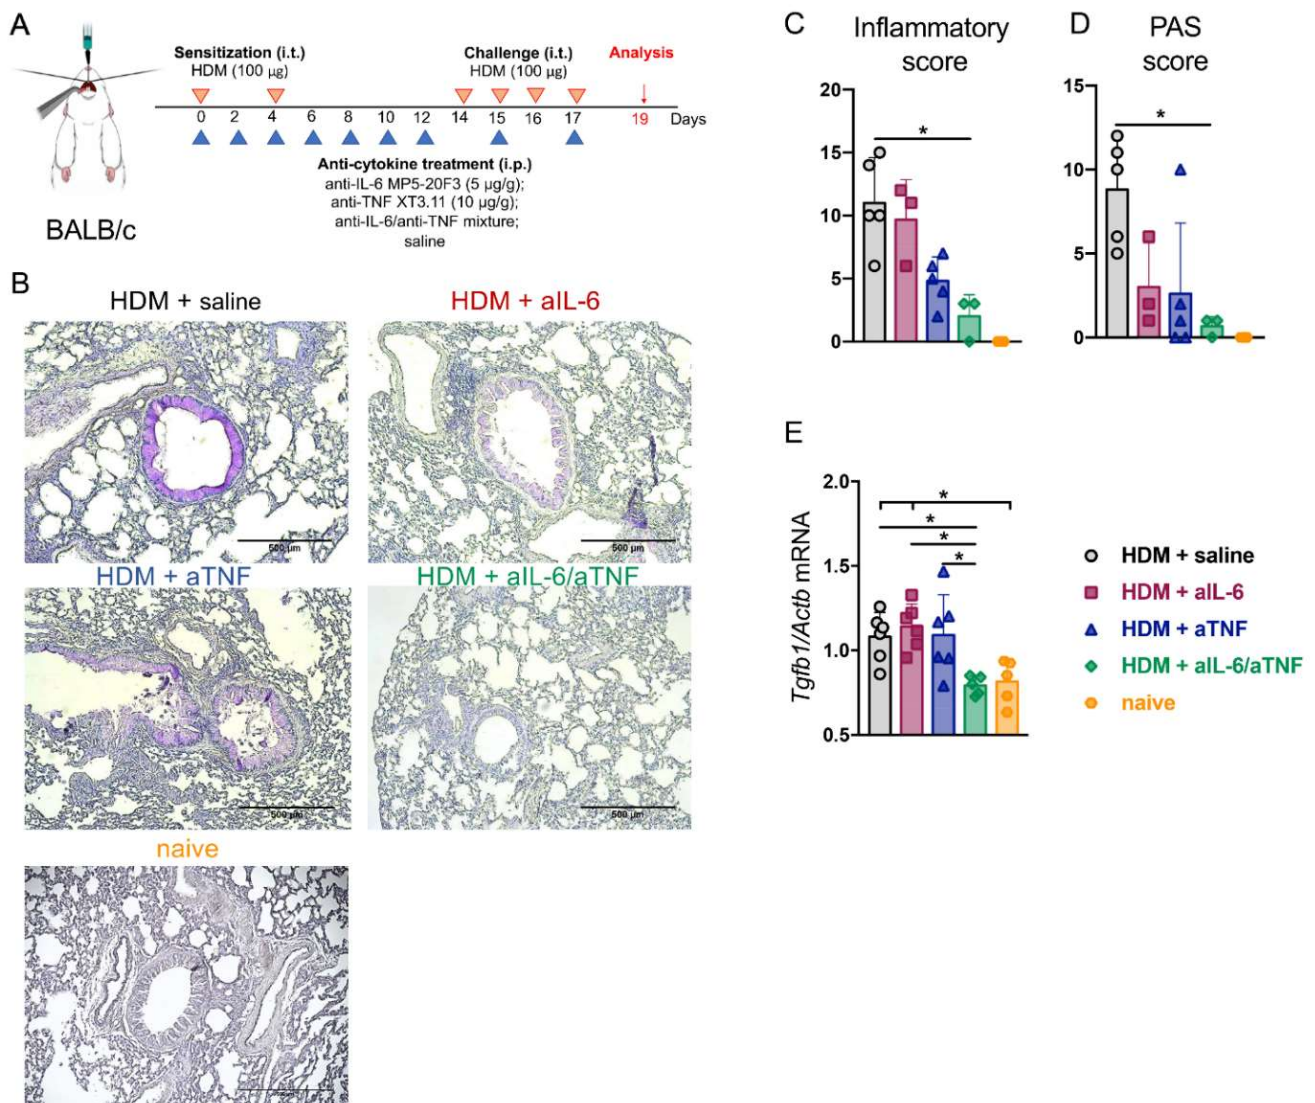 A
Sensitization (i.t.)
HDM (100 µg)
Challenge (i.t.)
HDM (100 µg)
Analysis
0 2 4 6 8 10 12 14 15 16 17 19 Days
Anti-cytokine treatment (i.p.)
anti-IL-6 MP5-20F3 (5 µg/g);
anti-TNF XT3.11 (10 µg/g);
anti-IL-6/anti-TNF mixture;
saline
BALB/c
B
HDM + saline
HDM + aIL-6
500 µm
500 µm
HDM + aTNF
HDM + aIL-6/aTNF
500 µm
500 µm
naive
C
Inflammatory
score
20
15
10
5
0
*
D
PAS
score
15
10
5
0
*
E
Tgfb1/Actb mRNA
2.0
1.5
1.0
0.5
*
*
*
*
HDM + saline
HDM + aIL-6
HDM + aTNF
HDM + aIL-6/aTNF
naive